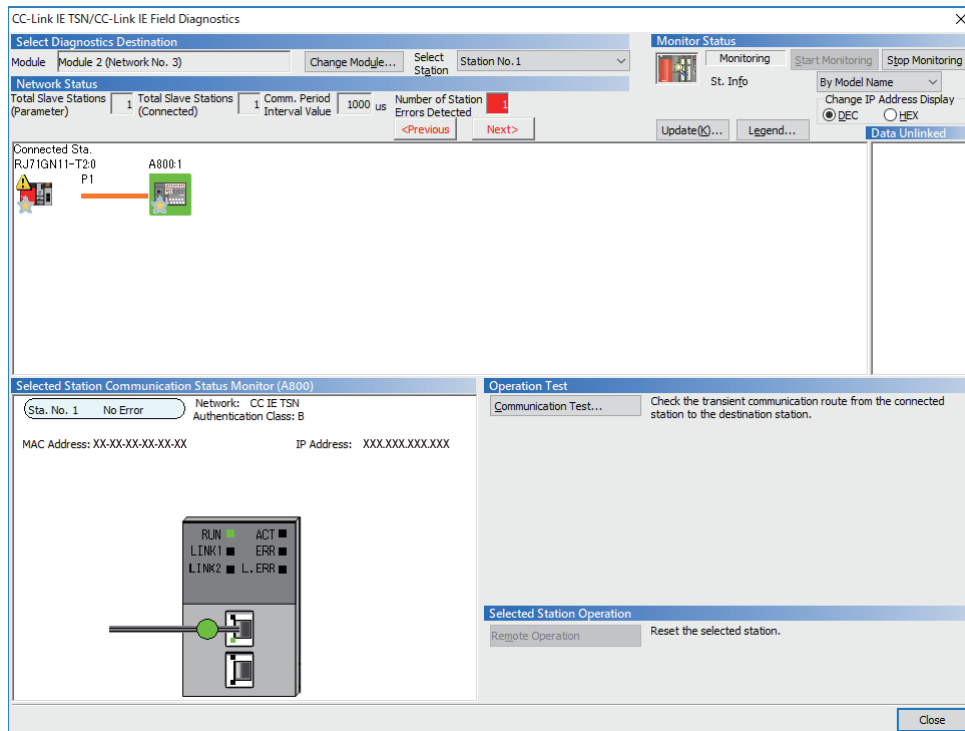 CC-Link IE TSN/CC-Link IE Field Diagnostics
Select Diagnostics Destination
Module Module 2 (Network No. 3) Change Module... Select Station Station No.1
Network Status
Total Slave Stations (Parameter) 1 Total Slave Stations (Connected) 1 Comm. Period Interval Value 1000 us Number of Station Errors Detected 1
<Previous Next>
Monitor Status
Monitoring Start Monitoring Stop Monitoring
St. Info By Model Name
Change IP Address Display
DEC HEX
Update(K)... Legend...
Data Unlinked
Connected Sta.
RJ71GN11-T2:0 A800:1
P1
Selected Station Communication Status Monitor (A800)
Sta. No. 1 No Error Network: CC IE TSN
Authentication Class: B
MAC Address: XX-XX-XX-XX-XX-XX IP Address: XXX.XXX.XXX.XXX
RUN ACT
LINK1 ERR
LINK2 L.ERR
Operation Test
Communication Test... Check the transient communication route from the connected
station to the destination station.
Selected Station Operation
Remote Operation Reset the selected station.
Close